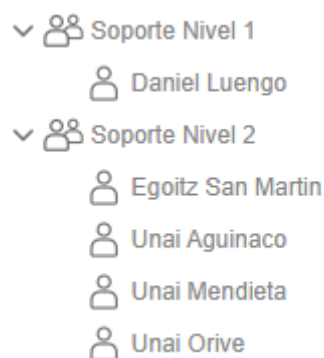 Soporte Nivel 1
Daniel Luengo
Soporte Nivel 2
Egoitz San Martin
Unai Aguinaco
Unai Mendieta
Unai Orive